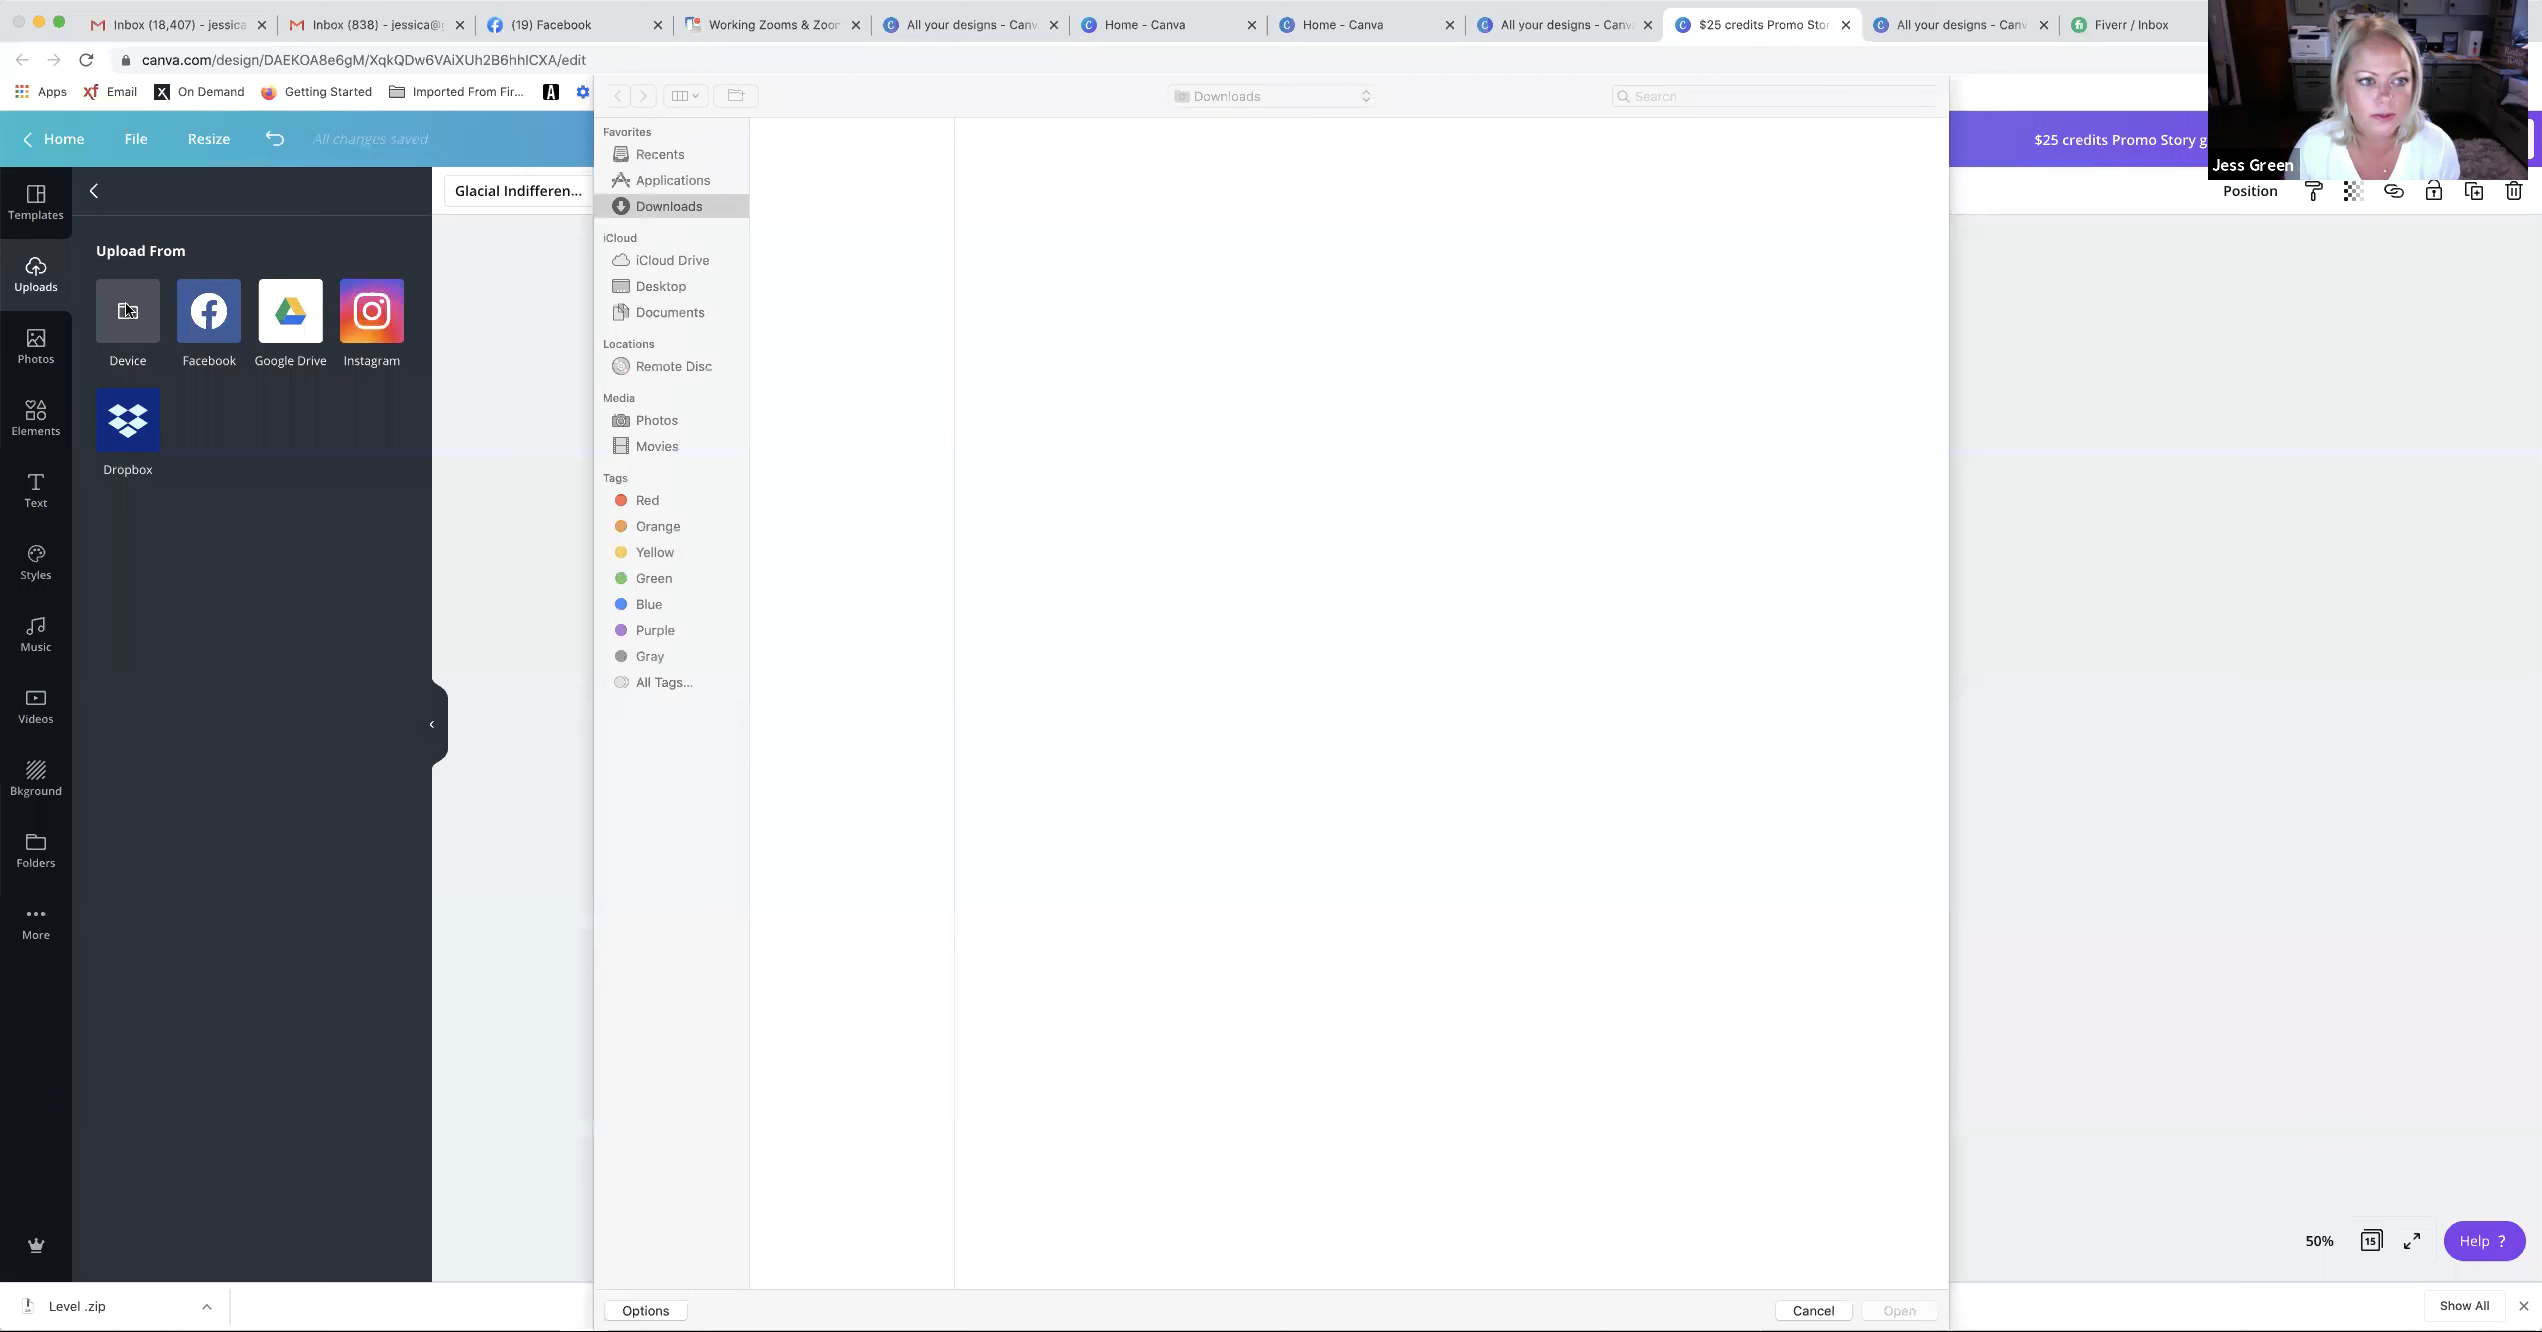 Inbox (18,407) - jessica
Inbox (838) - jessica@
(19) Facebook
Working Zooms & Zoo
All your designs - Canv
Home - Canva
Home - Canva
All your designs - Canv
$25 credits Promo Stor
All your designs - Canv
Fiverr / Inbox
canva.com/design/DAEKOA8e6gM/XqkQDw6VAiXUh2B6hhICXA/edit
Apps
Email
On Demand
Getting Started
Imported From Fir...
Downloads
Search
Home
File
Resize
All changes saved
$25 credits Promo Story g
Jess Green
Glacial Indifferen...
Position
Templates
Uploads
Photos
Elements
Text
Styles
Music
Videos
Bkground
Folders
More
Upload From
Device
Facebook
Google Drive
Instagram
Dropbox
Favorites
Recents
Applications
Downloads
iCloud
iCloud Drive
Desktop
Documents
Locations
Remote Disc
Media
Photos
Movies
Tags
Red
Orange
Yellow
Green
Blue
Purple
Gray
All Tags...
50%
15
Help ?
Level .zip
Options
Cancel
Open
Show All